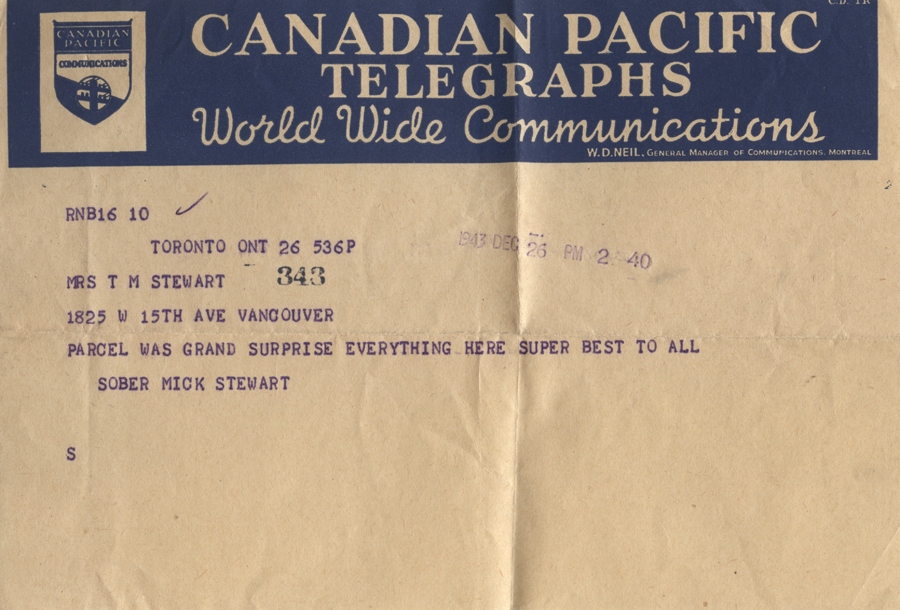 C.D. 1R
CANADIAN PACIFIC
TELEGRAPHS
World Wide Communications
W.D.NEIL, GENERAL MANAGER OF COMMUNICATIONS, MONTREAL
CANADIAN
PACIFIC
COMMUNICATIONS
RNB16 10
TORONTO ONT 26 536P
1943 DEC 26 PM 2 40
MRS T M STEWART 343
1825 W 15TH AVE VANCOUVER
PARCEL WAS GRAND SURPRISE EVERYTHING HERE SUPER BEST TO ALL
SOBER MICK STEWART
S